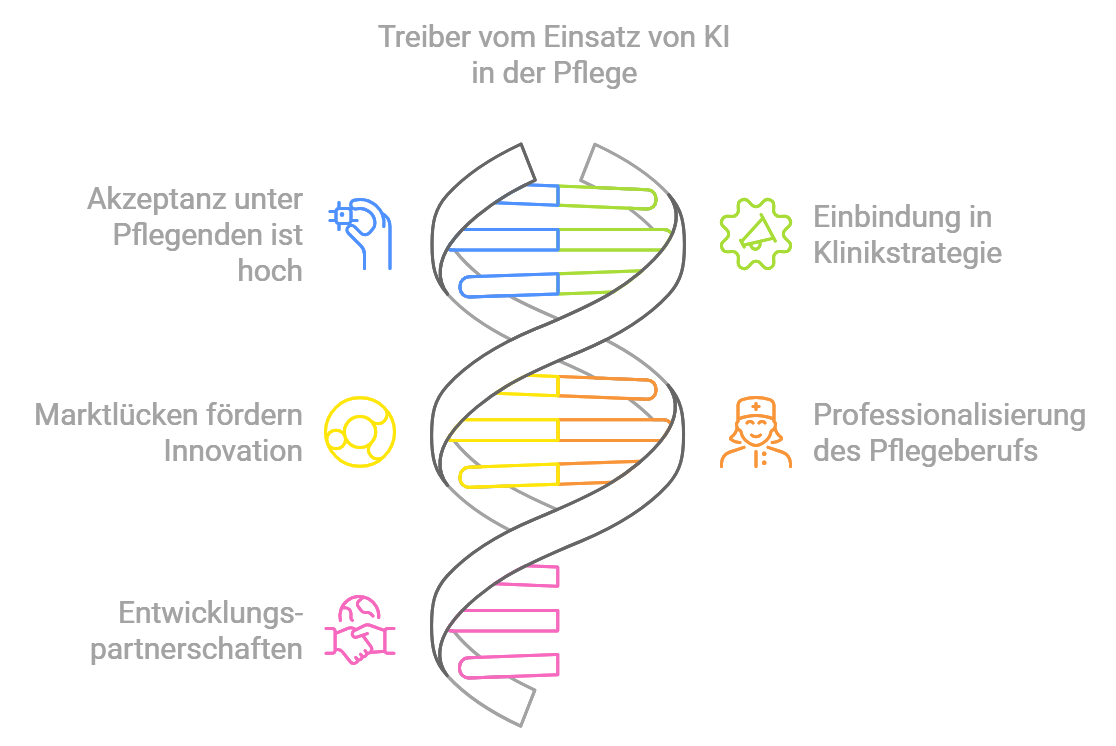 Treiber vom Einsatz von KI
in der Pflege
Akzeptanz unter
Pflegenden ist
hoch
Einbindung in
Klinikstrategie
Marktlücken fördern
Innovation
Professionalisierung
des Pflegeberufs
Entwicklungs-
partnerschaften